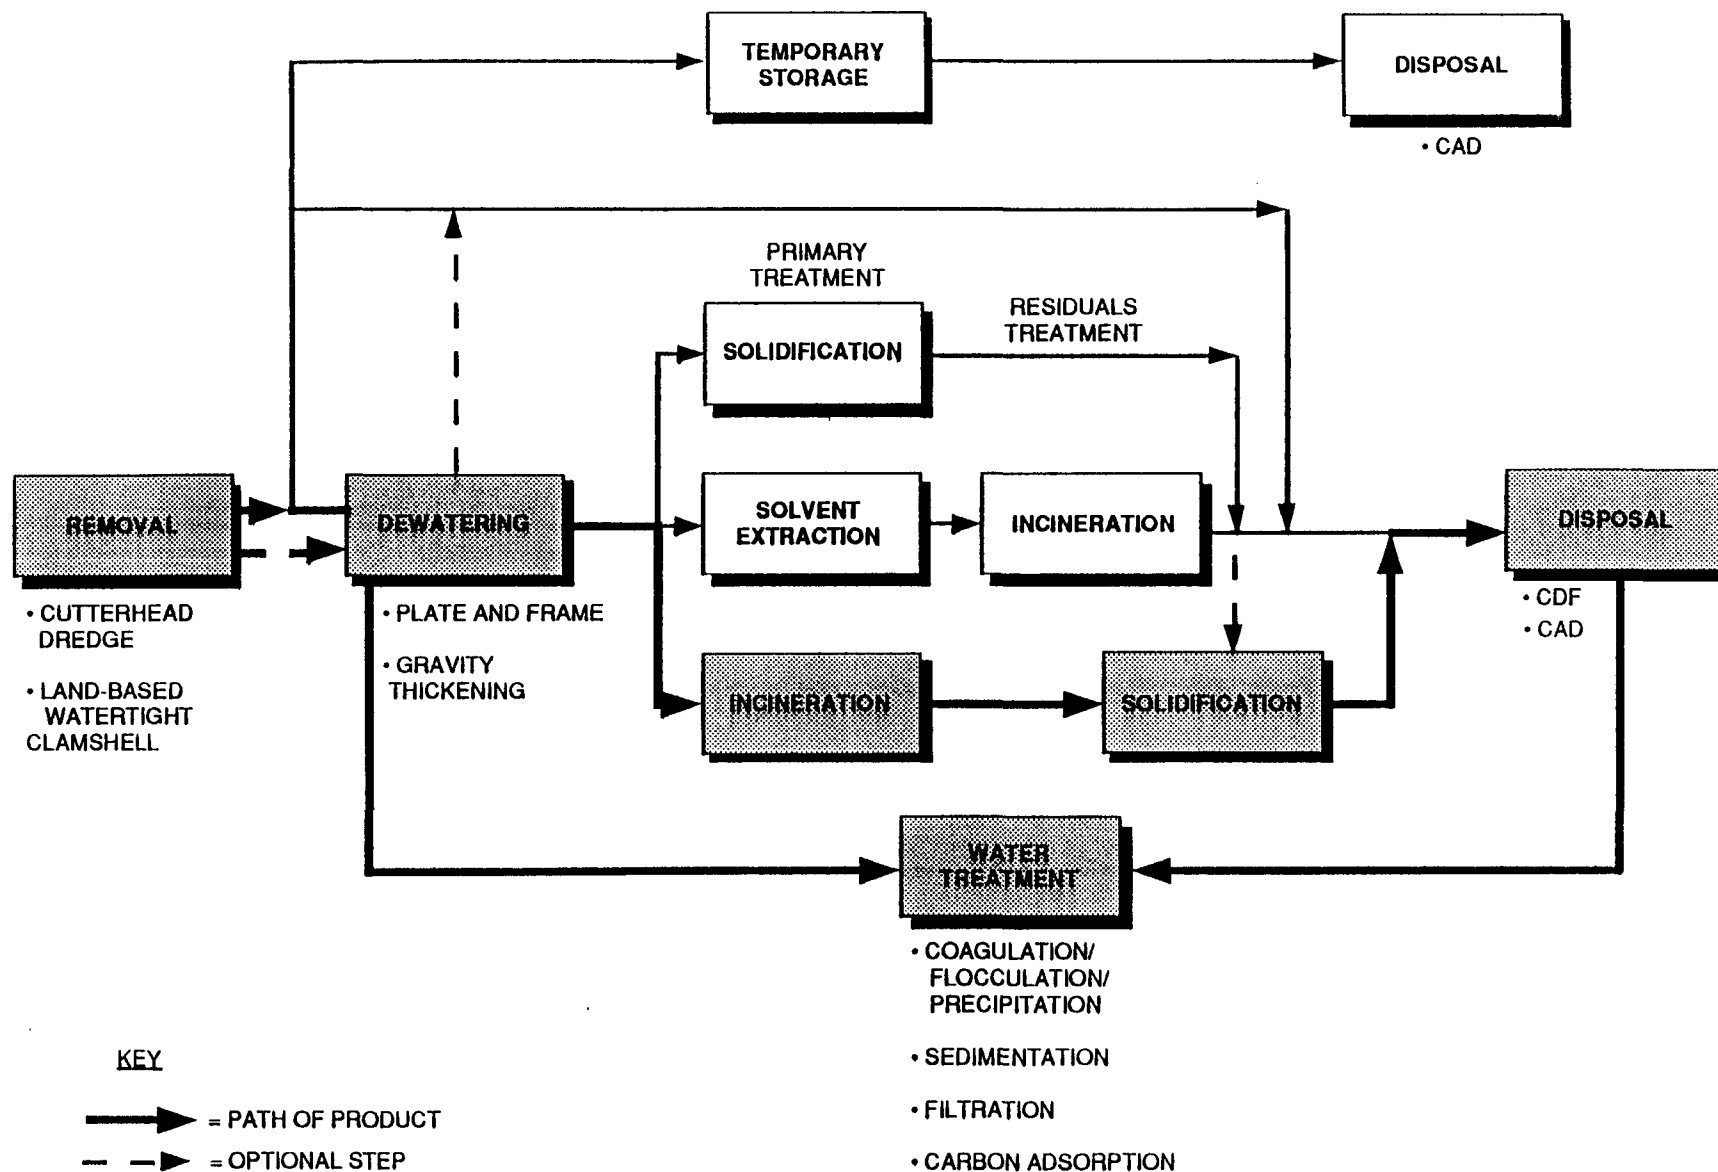 TEMPORARY
STORAGE
DISPOSAL
• CAD
PRIMARY
TREATMENT
RESIDUALS
TREATMENT
SOLIDIFICATION
REMOVAL
DEWATERING
SOLVENT
EXTRACTION
INCINERATION
DISPOSAL
• CUTTERHEAD
DREDGE
• LAND-BASED
WATERTIGHT
CLAMSHELL
• PLATE AND FRAME
• GRAVITY
THICKENING
• CDF
• CAD
INCINERATION
SOLIDIFICATION
WATER
TREATMENT
• COAGULATION/
FLOCCULATION/
PRECIPITATION
• SEDIMENTATION
• FILTRATION
• CARBON ADSORPTION
KEY
= PATH OF PRODUCT
= OPTIONAL STEP